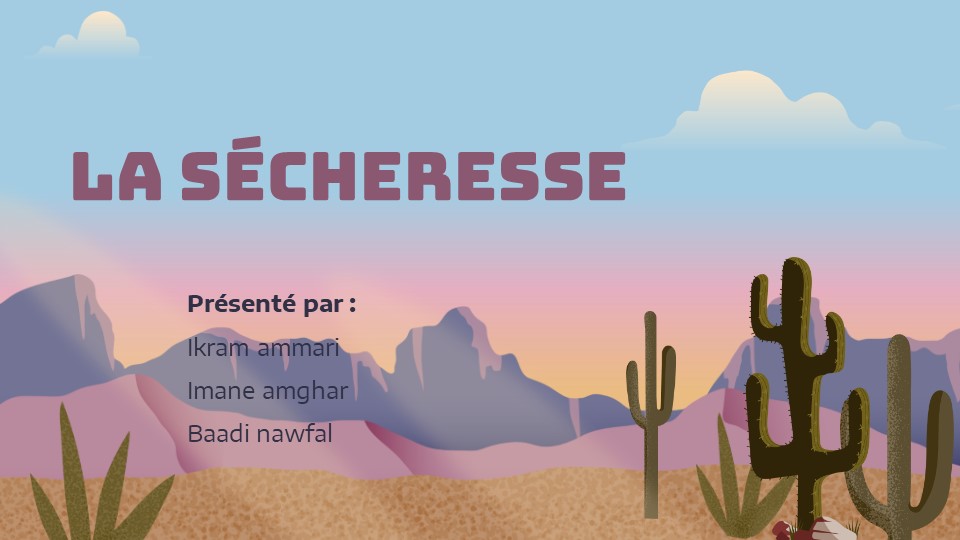 LA SÉCHERESSE
Présenté par :
Ikram ammari
Imane amghar
Baadi nawfal